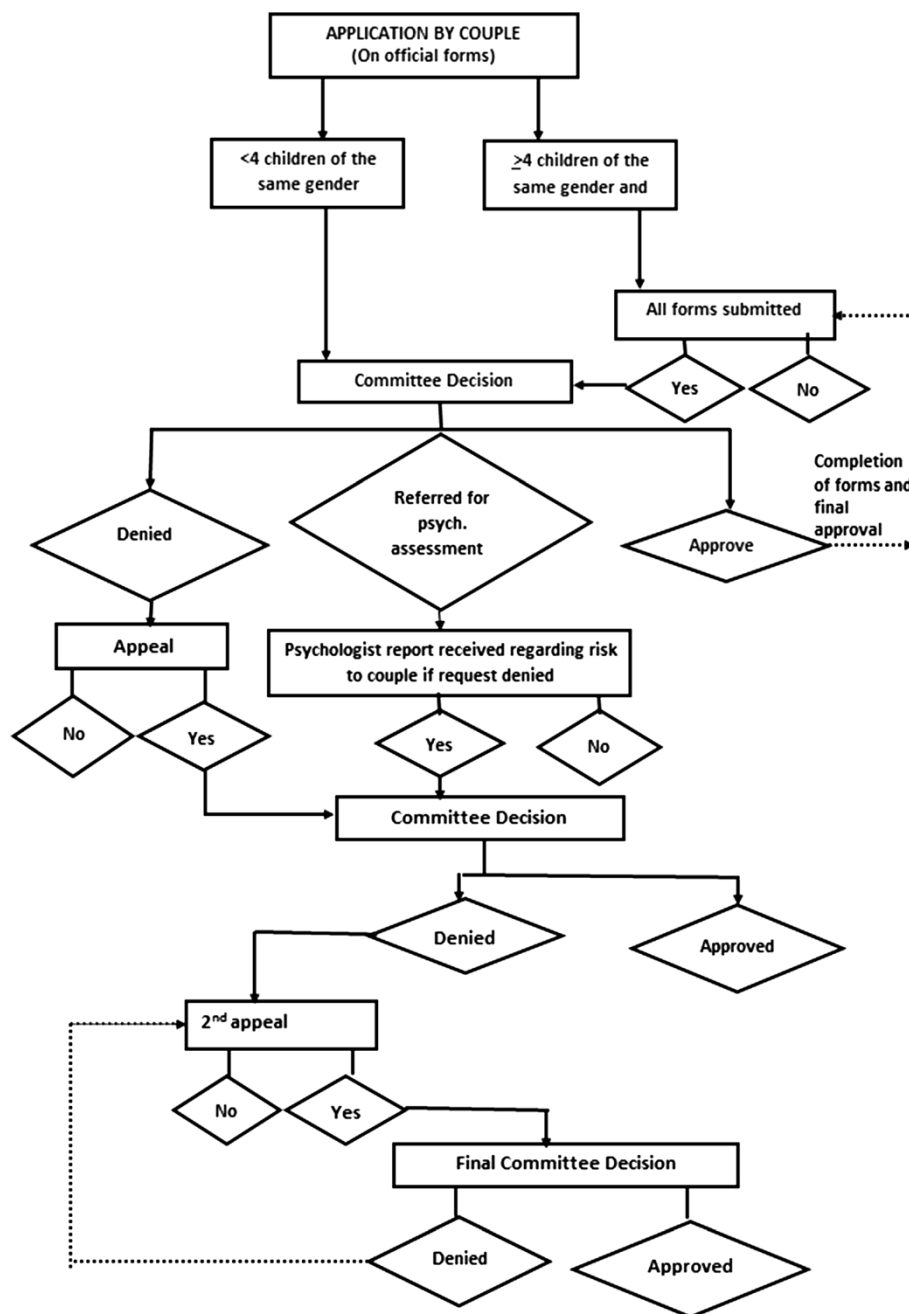 APPLICATION BY COUPLE
(On official forms)
<4 children of the
same gender
≥4 children of the
same gender and
All forms submitted
Committee Decision
Yes
No
Denied
Referred for
psych.
assessment
Approve
Completion
of forms and
final
approval
Appeal
Psychologist report received regarding risk
to couple if request denied
No
Yes
Yes
No
Committee Decision
Denied
Approved
2nd appeal
No
Yes
Final Committee Decision
Denied
Approved